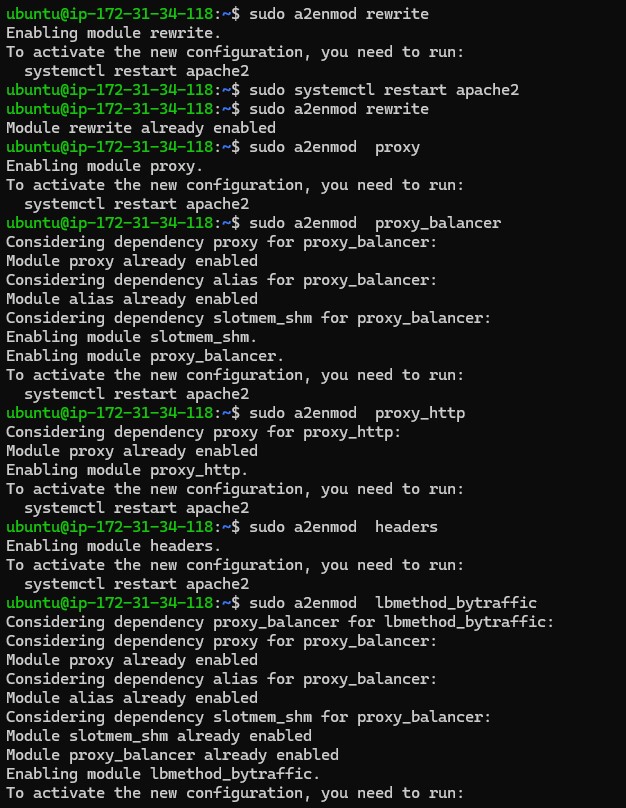 ubuntu@ip-172-31-34-118:~$ sudo a2enmod rewrite
Enabling module rewrite.
To activate the new configuration, you need to run:
  systemctl restart apache2
ubuntu@ip-172-31-34-118:~$ sudo systemctl restart apache2
ubuntu@ip-172-31-34-118:~$ sudo a2enmod rewrite
Module rewrite already enabled
ubuntu@ip-172-31-34-118:~$ sudo a2enmod  proxy
Enabling module proxy.
To activate the new configuration, you need to run:
  systemctl restart apache2
ubuntu@ip-172-31-34-118:~$ sudo a2enmod  proxy_balancer
Considering dependency proxy for proxy_balancer:
Module proxy already enabled
Considering dependency alias for proxy_balancer:
Module alias already enabled
Considering dependency slotmem_shm for proxy_balancer:
Enabling module slotmem_shm.
Enabling module proxy_balancer.
To activate the new configuration, you need to run:
  systemctl restart apache2
ubuntu@ip-172-31-34-118:~$ sudo a2enmod  proxy_http
Considering dependency proxy for proxy_http:
Module proxy already enabled
Enabling module proxy_http.
To activate the new configuration, you need to run:
  systemctl restart apache2
ubuntu@ip-172-31-34-118:~$ sudo a2enmod  headers
Enabling module headers.
To activate the new configuration, you need to run:
  systemctl restart apache2
ubuntu@ip-172-31-34-118:~$ sudo a2enmod  lbmethod_bytraffic
Considering dependency proxy_balancer for lbmethod_bytraffic:
Considering dependency proxy for proxy_balancer:
Module proxy already enabled
Considering dependency alias for proxy_balancer:
Module alias already enabled
Considering dependency slotmem_shm for proxy_balancer:
Module slotmem_shm already enabled
Module proxy_balancer already enabled
Enabling module lbmethod_bytraffic.
To activate the new configuration, you need to run: